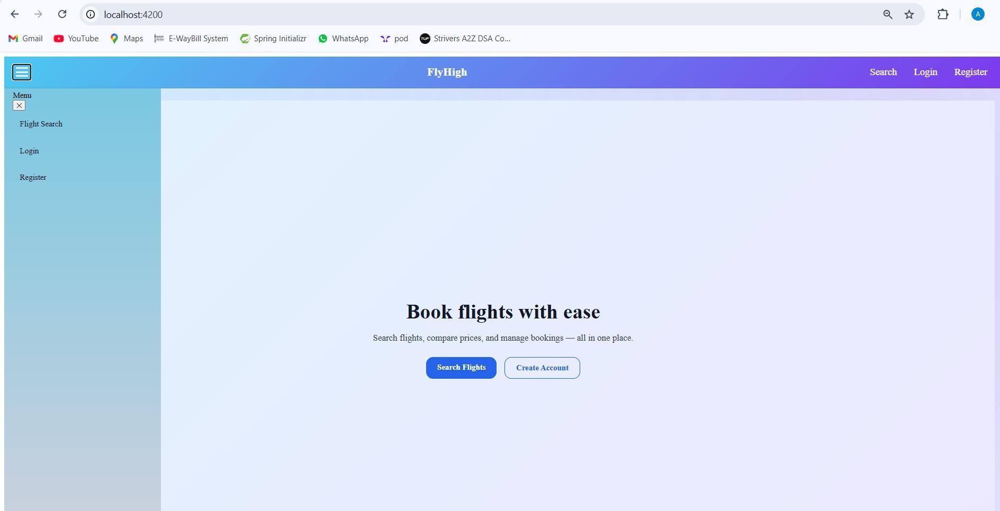 localhost:4200
A
Gmail YouTube Maps E-WayBill System Spring Initializr WhatsApp pod TUF Strivers A2Z DSA Co...
FlyHigh Search Login Register
Menu
Flight Search
Login
Register
Book flights with ease
Search flights, compare prices, and manage bookings — all in one place.
Search Flights Create Account